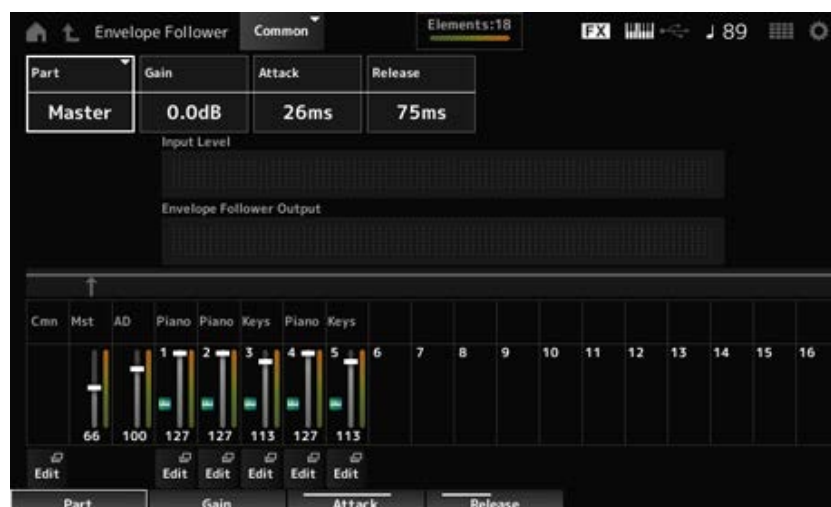 Envelope Follower Common Elements:18 FX 89
Part Gain Attack Release
Master 0.0dB 26ms 75ms
Input Level
Envelope Follower Output
Cmn Mst AD Piano Piano Keys Piano Keys
1 2 3 4 5 6 7 8 9 10 11 12 13 14 15 16
66 100 127 127 113 127 113
Edit Edit Edit Edit Edit Edit
Part Gain Attack Release